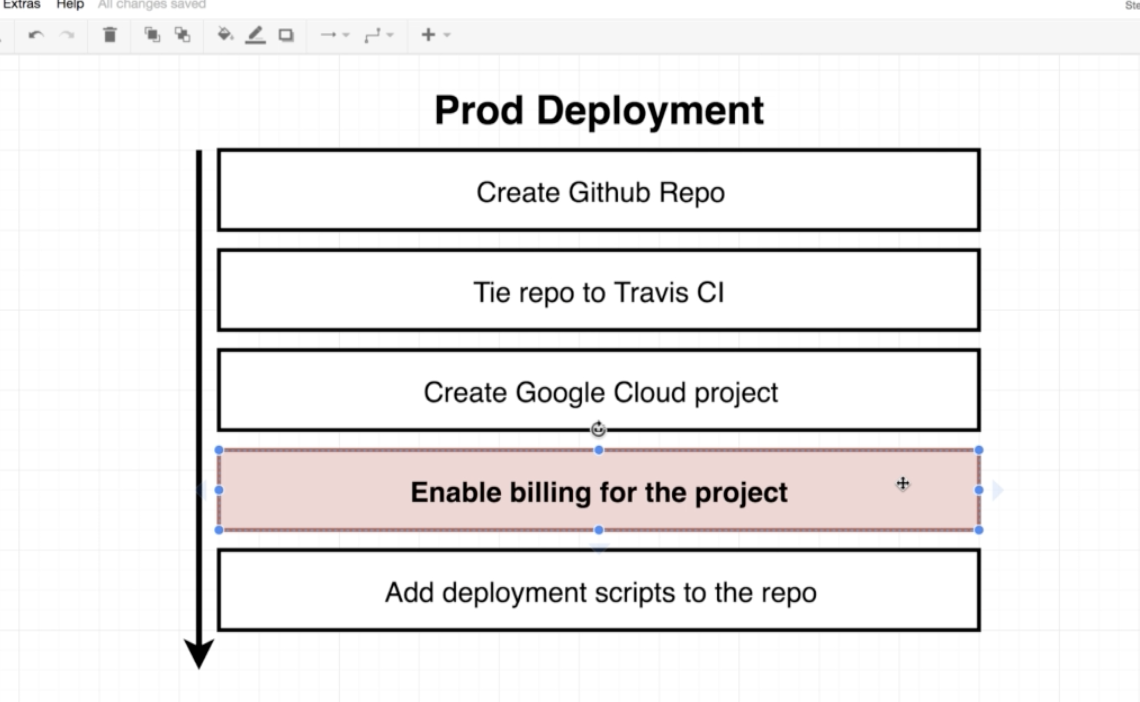 Extras Help All changes saved
Prod Deployment
Create Github Repo
Tie repo to Travis CI
Create Google Cloud project
Enable billing for the project
Add deployment scripts to the repo